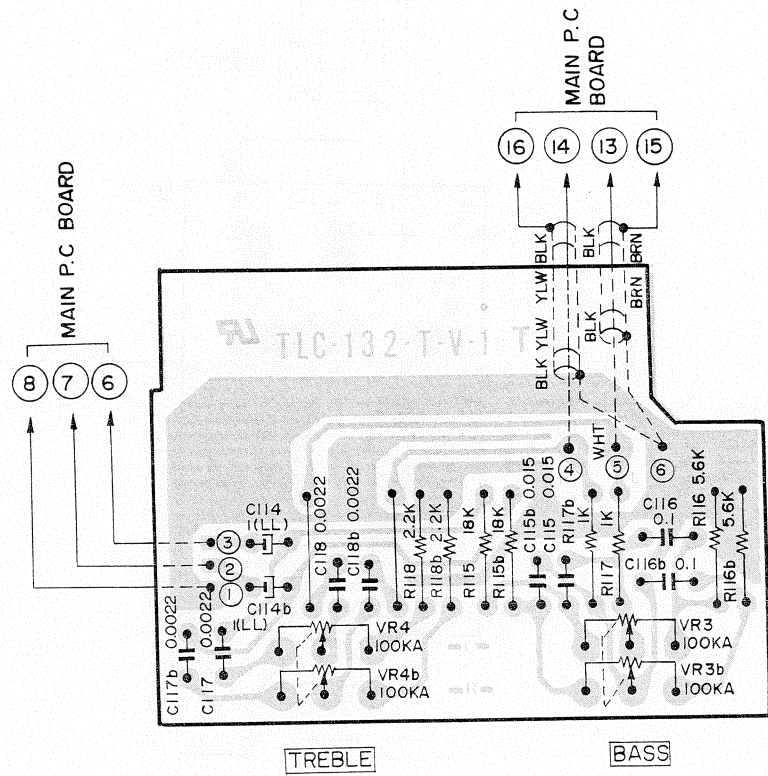 MAIN P.C BOARD
8
7
6
MAIN P.C
BOARD
16
14
13
15
BLK
YLW
BLK
BRN
BLK
YLW
BLK
BRN
TLC-132-T-V-1 T
WHT
4
5
6
3
2
1
C114
1(LL)
C114b
1(LL)
C117b 0.0022
C117 0.0022
C118 0.0022
C118b 0.0022
R118 2.2K
R118b 2.2K
R115 18K
R115b 18K
C115b 0.015
C115 0.015
R117b 1K
R117 1K
C116
0.1
C116b 0.1
R116 5.6K
R116b 5.6K
VR4
100KA
VR4b
100KA
VR3
100KA
VR3b
100KA
-L-
-R-
TREBLE
BASS